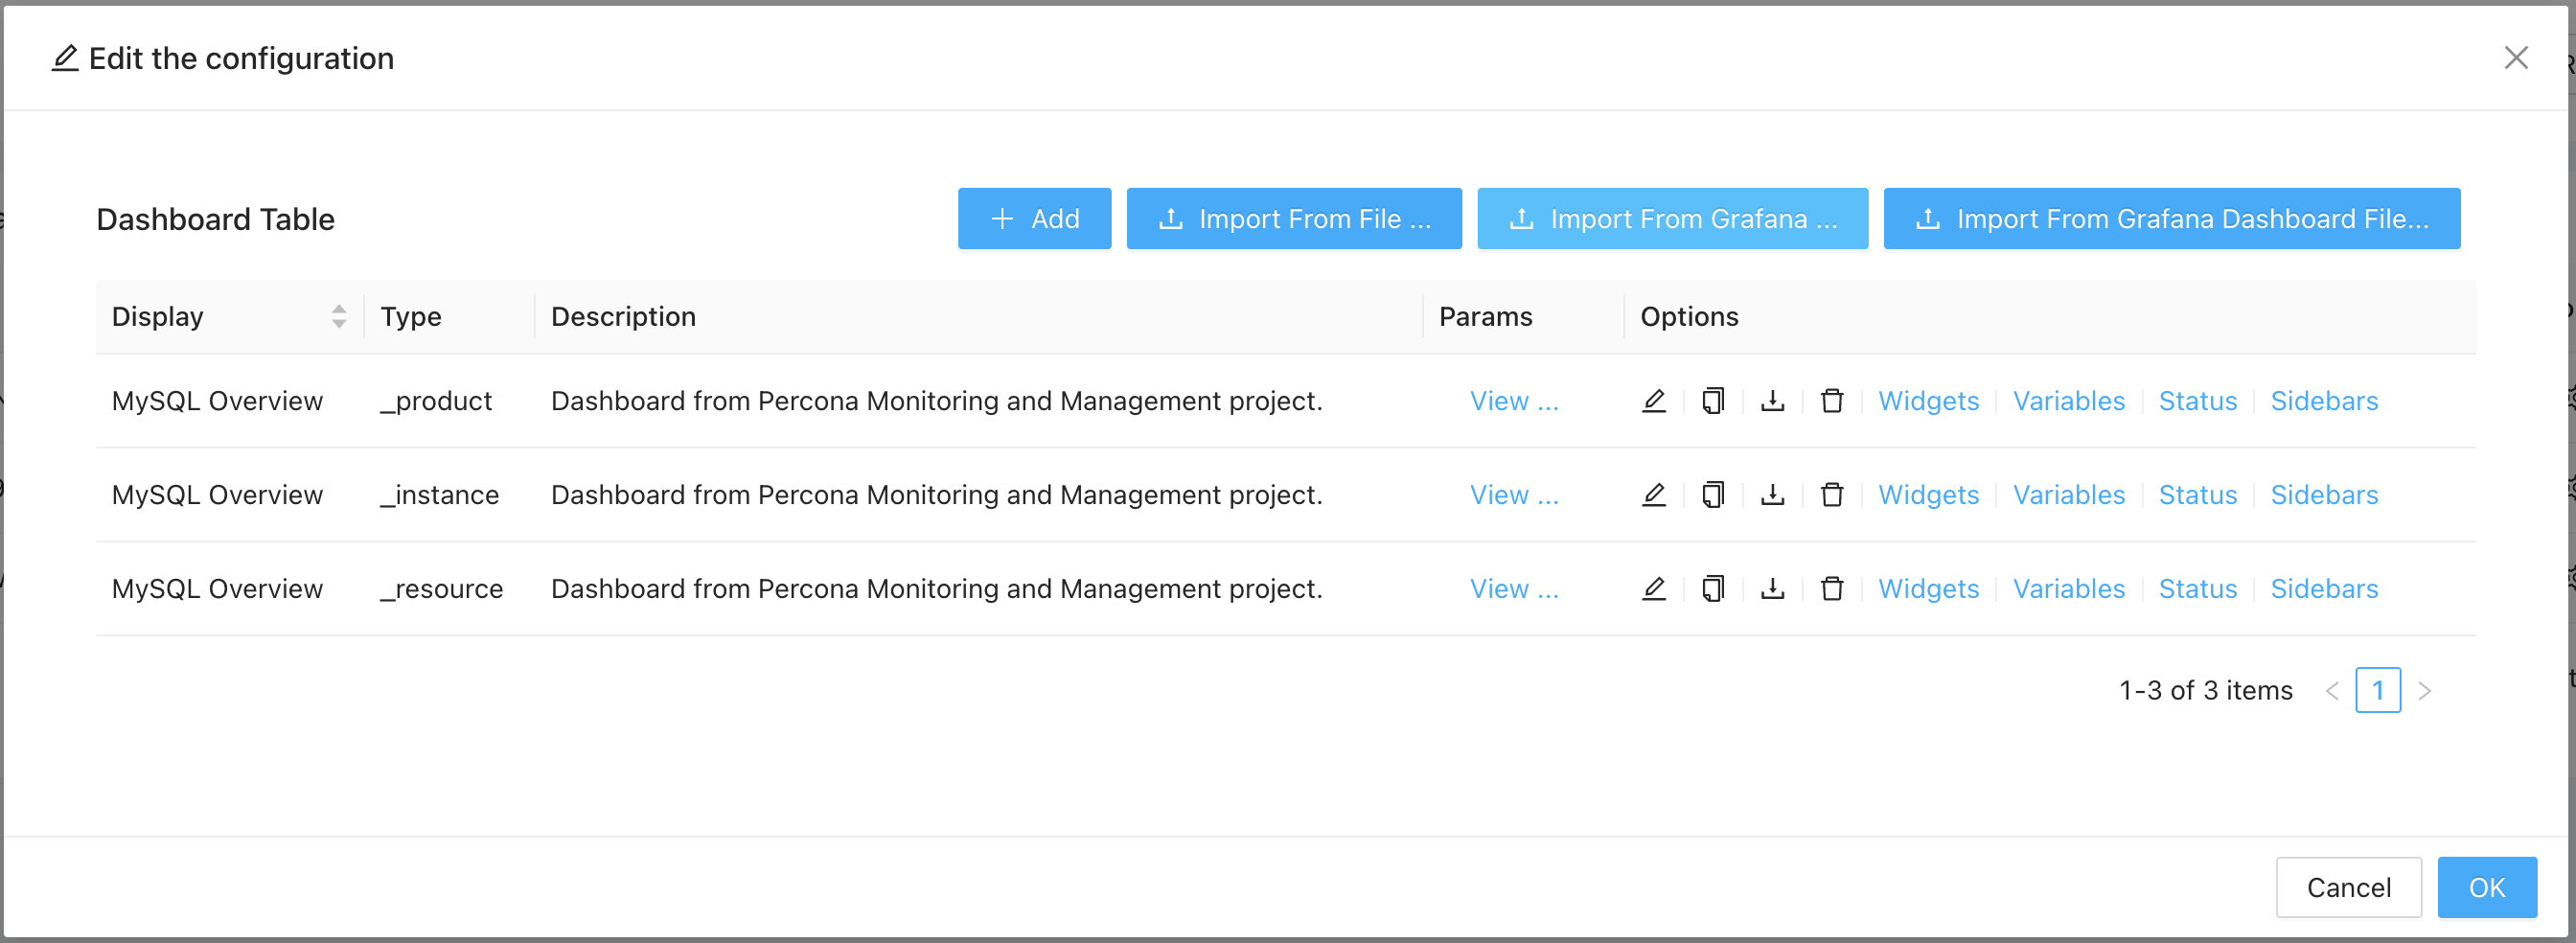 Edit the configuration
Dashboard Table
Add
Import From File ...
Import From Grafana ...
Import From Grafana Dashboard File...
Display Type Description Params Options
MySQL Overview _product Dashboard from Percona Monitoring and Management project. View ... Widgets Variables Status Sidebars
MySQL Overview _instance Dashboard from Percona Monitoring and Management project. View ... Widgets Variables Status Sidebars
MySQL Overview _resource Dashboard from Percona Monitoring and Management project. View ... Widgets Variables Status Sidebars
1-3 of 3 items < 1 >
Cancel OK